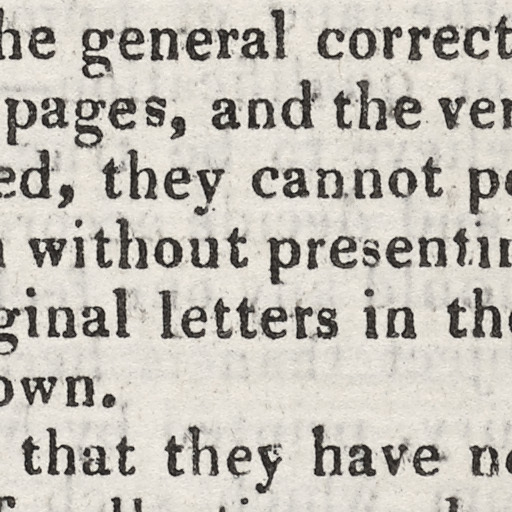 he general correct
pages, and the ver
ed, they cannot pe
without presentin
ginal letters in the
own.
that they have no